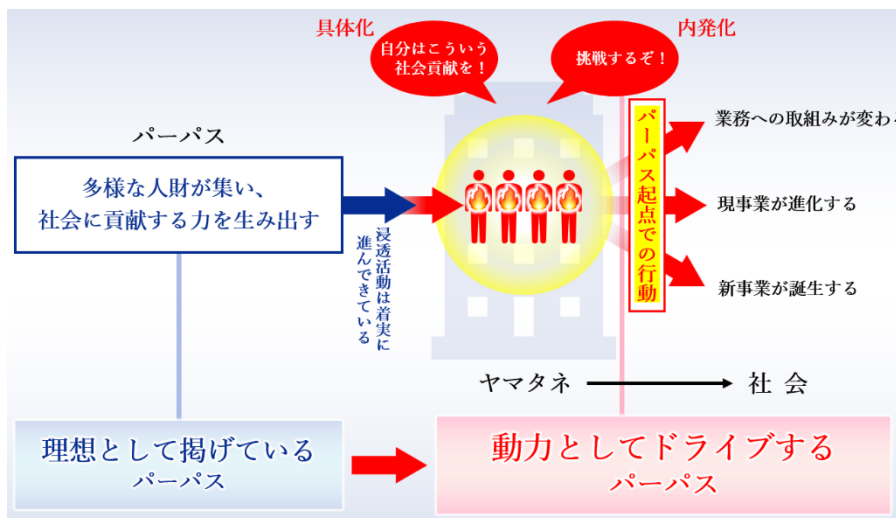 具体化
自分はこういう
社会貢献を！
挑戦するぞ！
内発化
パーパス
多様な人財が集い、
社会に貢献する力を生み出す
浸透活動は着実に
進んできている
パーパス起点での行動
業務への取組みが変わ
現事業が進化する
新事業が誕生する
ヤマタネ
社 会
理想として掲げている
パーパス
動力としてドライブする
パーパス